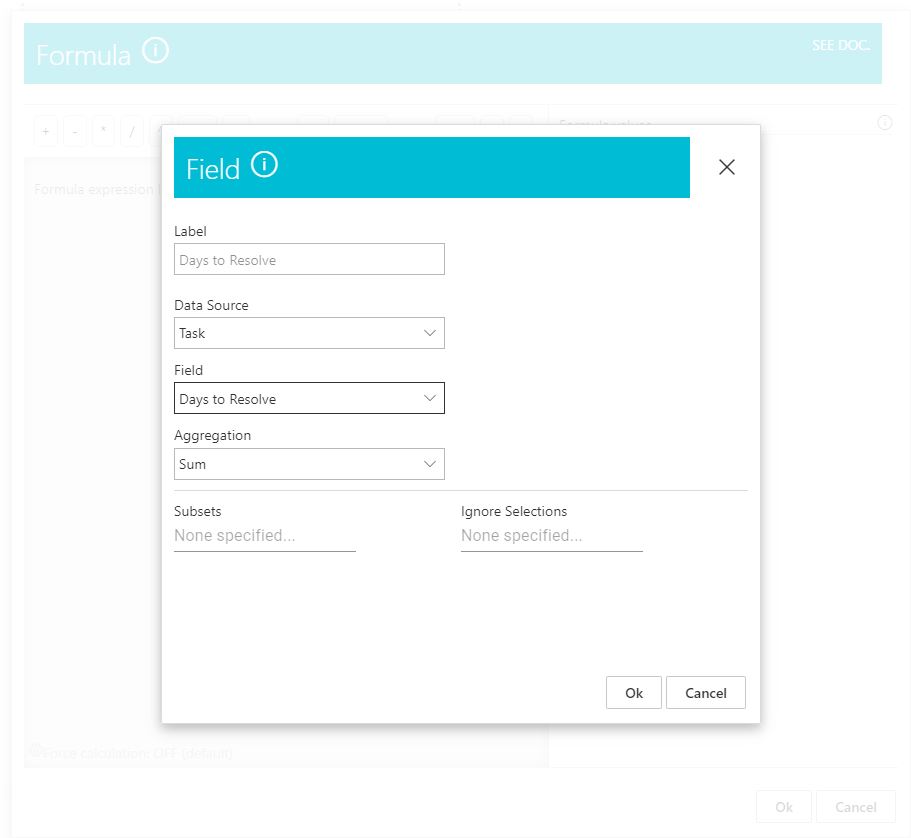 Formula
SEE DOC.
+ - * /
Formula values
Formula expression
Field
Label
Days to Resolve
Data Source
Task
Field
Days to Resolve
Aggregation
Sum
Subsets
Ignore Selections
None specified...
None specified...
Ok
Cancel
Force calculation: OFF (default)
Ok
Cancel